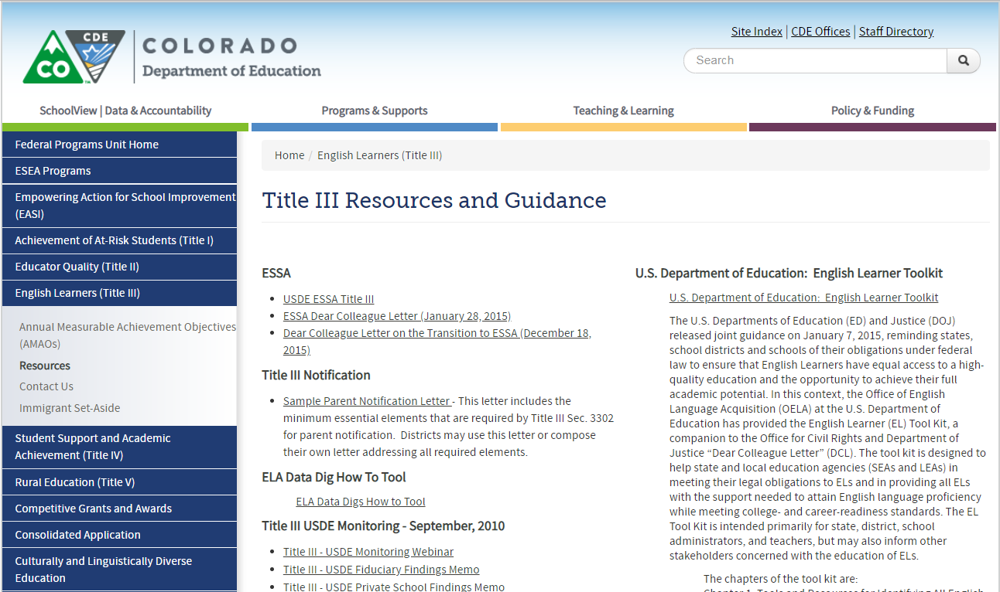 CDE
CO
TM
COLORADO
Department of Education
Site Index | CDE Offices | Staff Directory
Search
SchoolView | Data & Accountability
Programs & Supports
Teaching & Learning
Policy & Funding
Federal Programs Unit Home
ESEA Programs
Empowering Action for School Improvement
(EASI)
Achievement of At-Risk Students (Title I)
Educator Quality (Title II)
English Learners (Title III)
Annual Measurable Achievement Objectives
(AMAOs)
Resources
Contact Us
Immigrant Set-Aside
Student Support and Academic
Achievement (Title IV)
Rural Education (Title V)
Competitive Grants and Awards
Consolidated Application
Culturally and Linguistically Diverse
Education
Home / English Learners (Title III)
Title III Resources and Guidance
ESSA
• USDE ESSA Title III
• ESSA Dear Colleague Letter (January 28, 2015)
• Dear Colleague Letter on the Transition to ESSA (December 18,
2015)
Title III Notification
• Sample Parent Notification Letter - This letter includes the
minimum essential elements that are required by Title III Sec. 3302
for parent notification.  Districts may use this letter or compose
their own letter addressing all required elements.
ELA Data Dig How To Tool
ELA Data Digs How to Tool
Title III USDE Monitoring - September, 2010
• Title III - USDE Monitoring Webinar
• Title III - USDE Fiduciary Findings Memo
• Title III - USDE Private School Findings Memo
U.S. Department of Education:  English Learner Toolkit
U.S. Department of Education:  English Learner Toolkit
The U.S. Departments of Education (ED) and Justice (DOJ)
released joint guidance on January 7, 2015, reminding states,
school districts and schools of their obligations under federal
law to ensure that English Learners have equal access to a high-
quality education and the opportunity to achieve their full
academic potential. In this context, the Office of English
Language Acquisition (OELA) at the U.S. Department of
Education has provided the English Learner (EL) Tool Kit, a
companion to the Office for Civil Rights and Department of
Justice “Dear Colleague Letter” (DCL). The tool kit is designed to
help state and local education agencies (SEAs and LEAs) in
meeting their legal obligations to ELs and in providing all ELs
with the support needed to attain English language proficiency
while meeting college- and career-readiness standards. The EL
Tool Kit is intended primarily for state, district, school
administrators, and teachers, but may also inform other
stakeholders concerned with the education of ELs.
The chapters of the tool kit are:
Chapter 1. Tools and Resources for Identifying All English